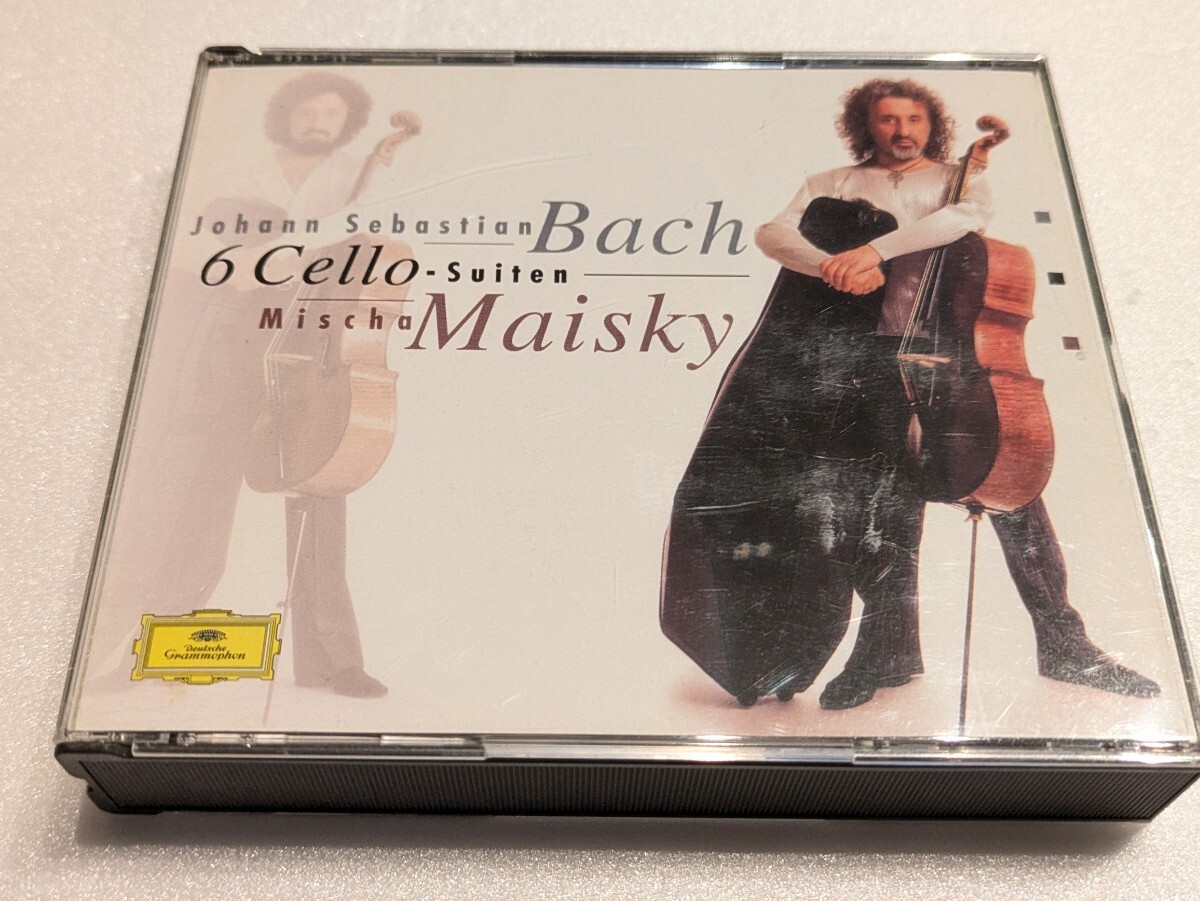 Johann Sebastian Bach
6 Cello-Suiten
Mischa Maisky
Deutsche
Grammophon